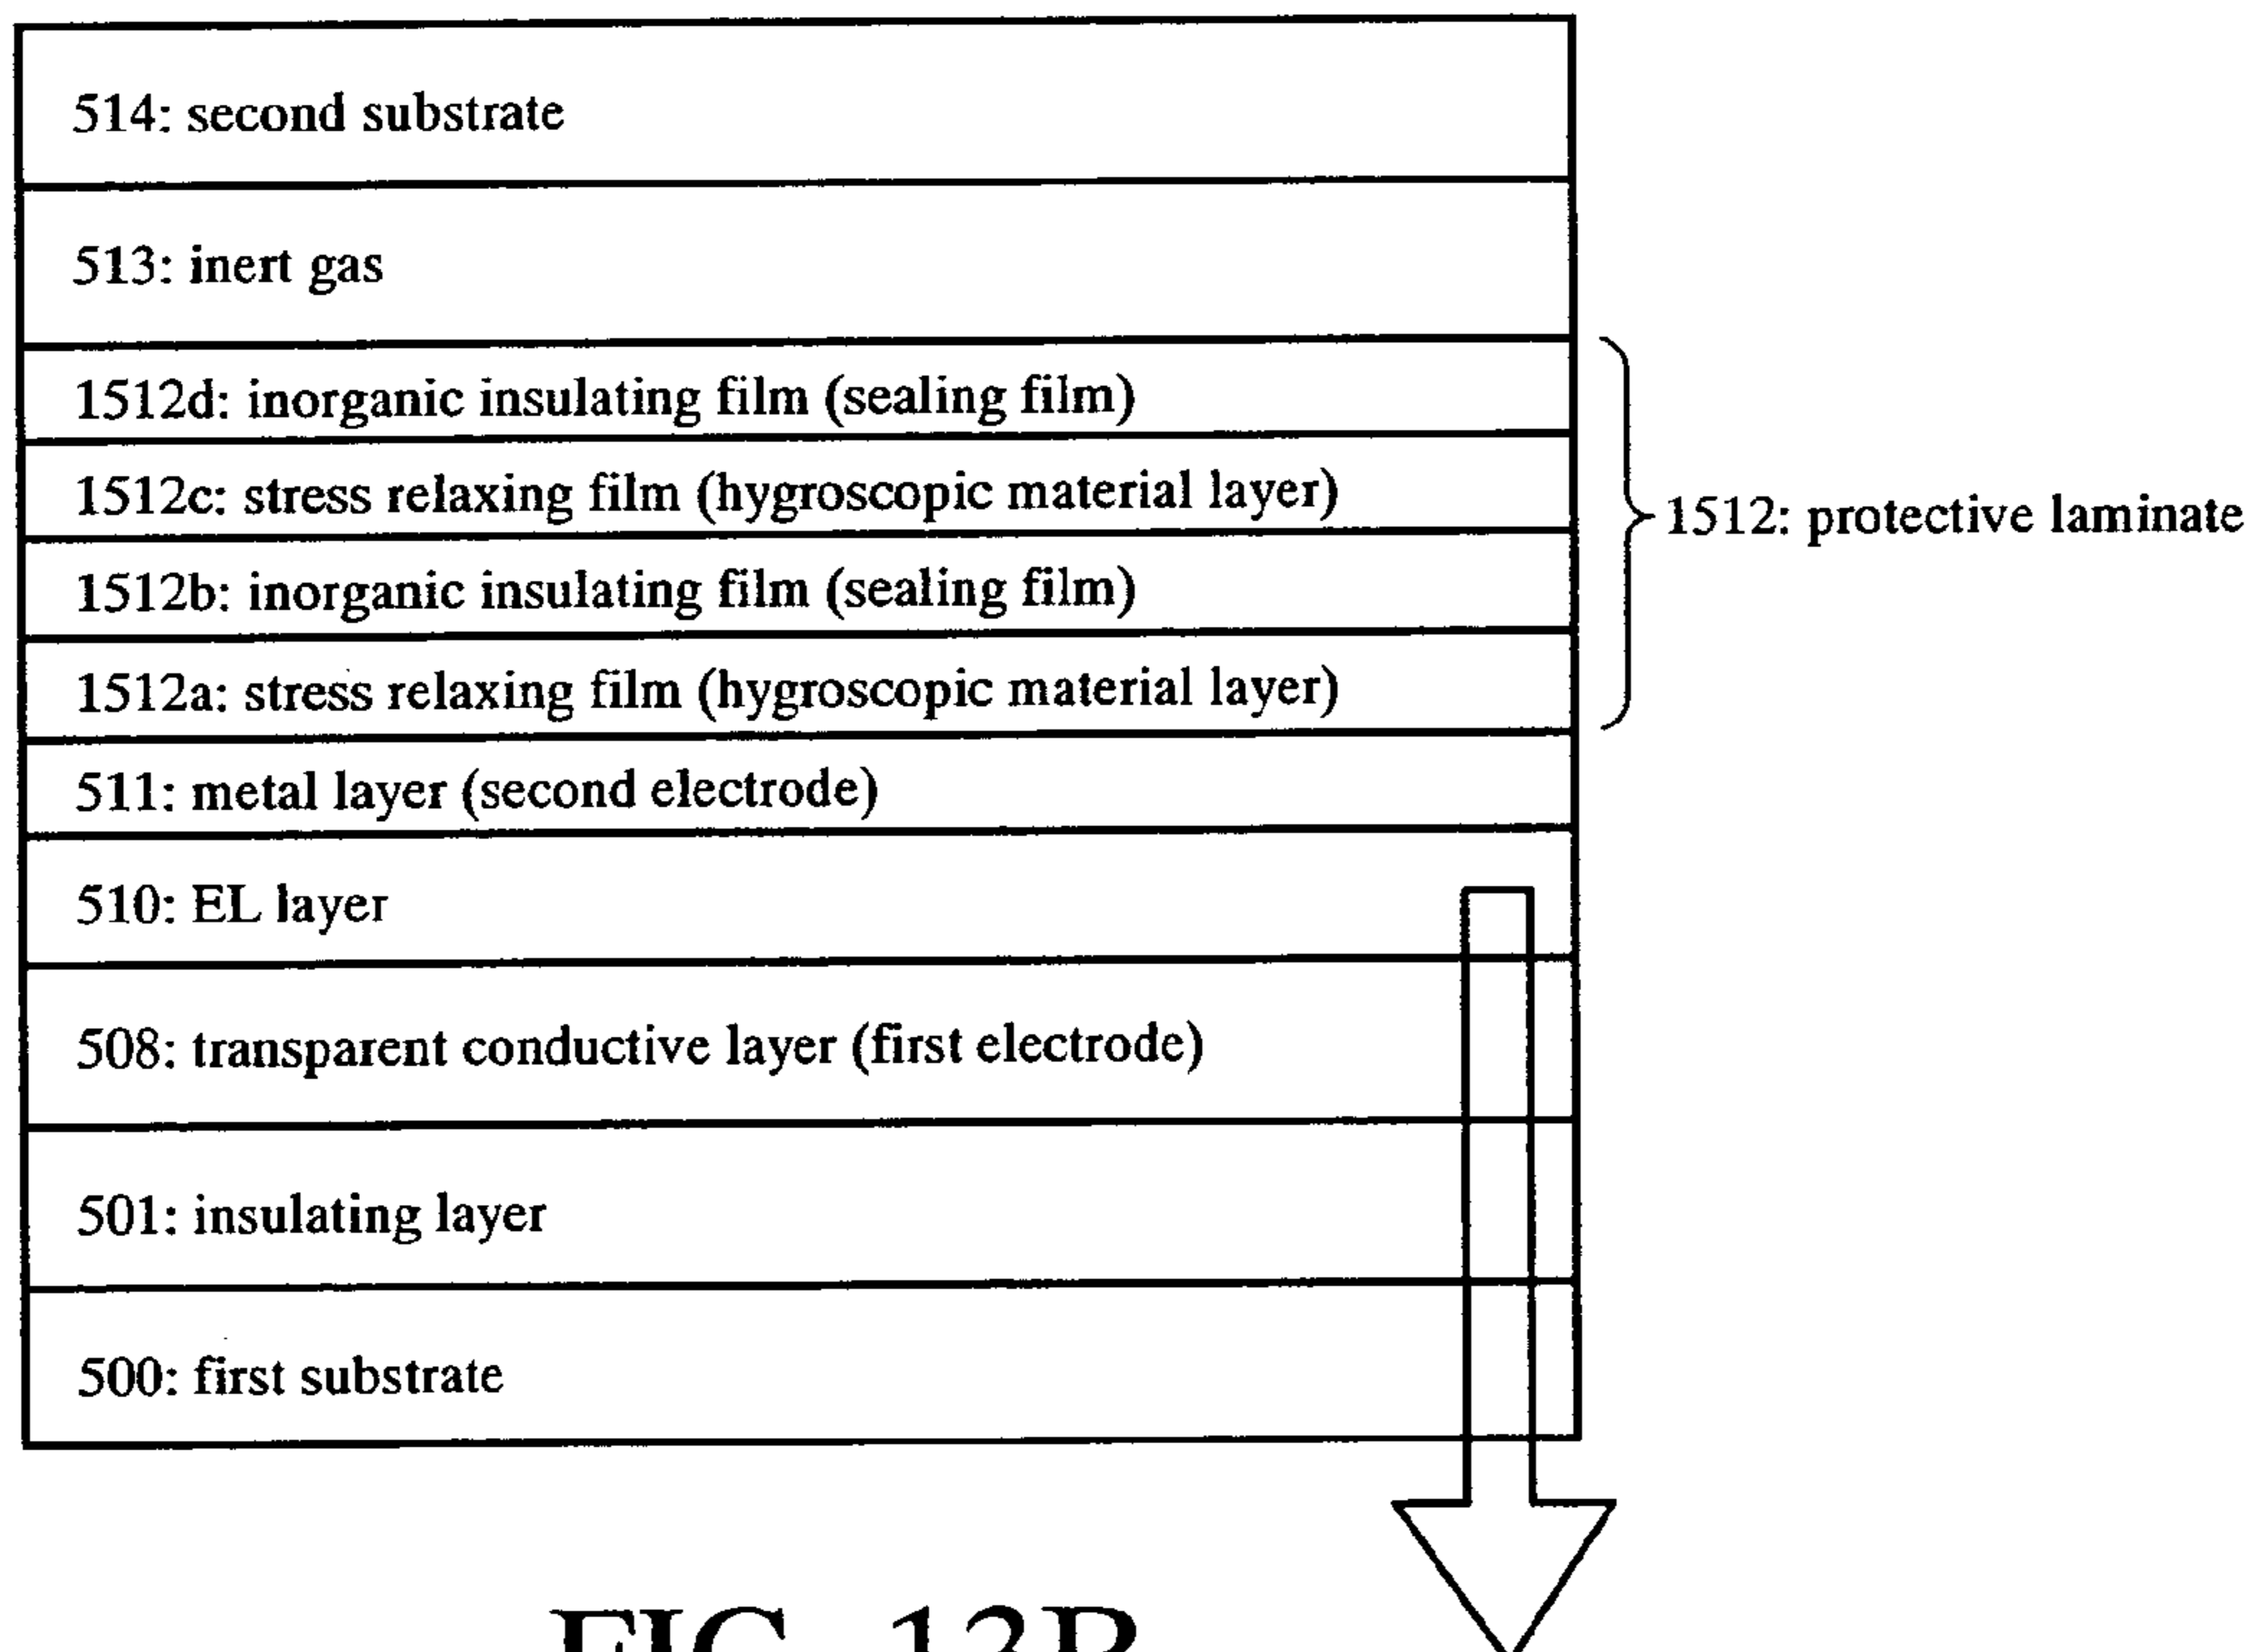 514: second substrate
513: inert gas
1512d: inorganic insulating film (sealing film)
1512c: stress relaxing film (hygroscopic material layer)
1512b: inorganic insulating film (sealing film)
1512a: stress relaxing film (hygroscopic material layer)
1512: protective laminate
511: metal layer (second electrode)
510: EL layer
508: transparent conductive layer (first electrode)
501: insulating layer
500: first substrate
FIG